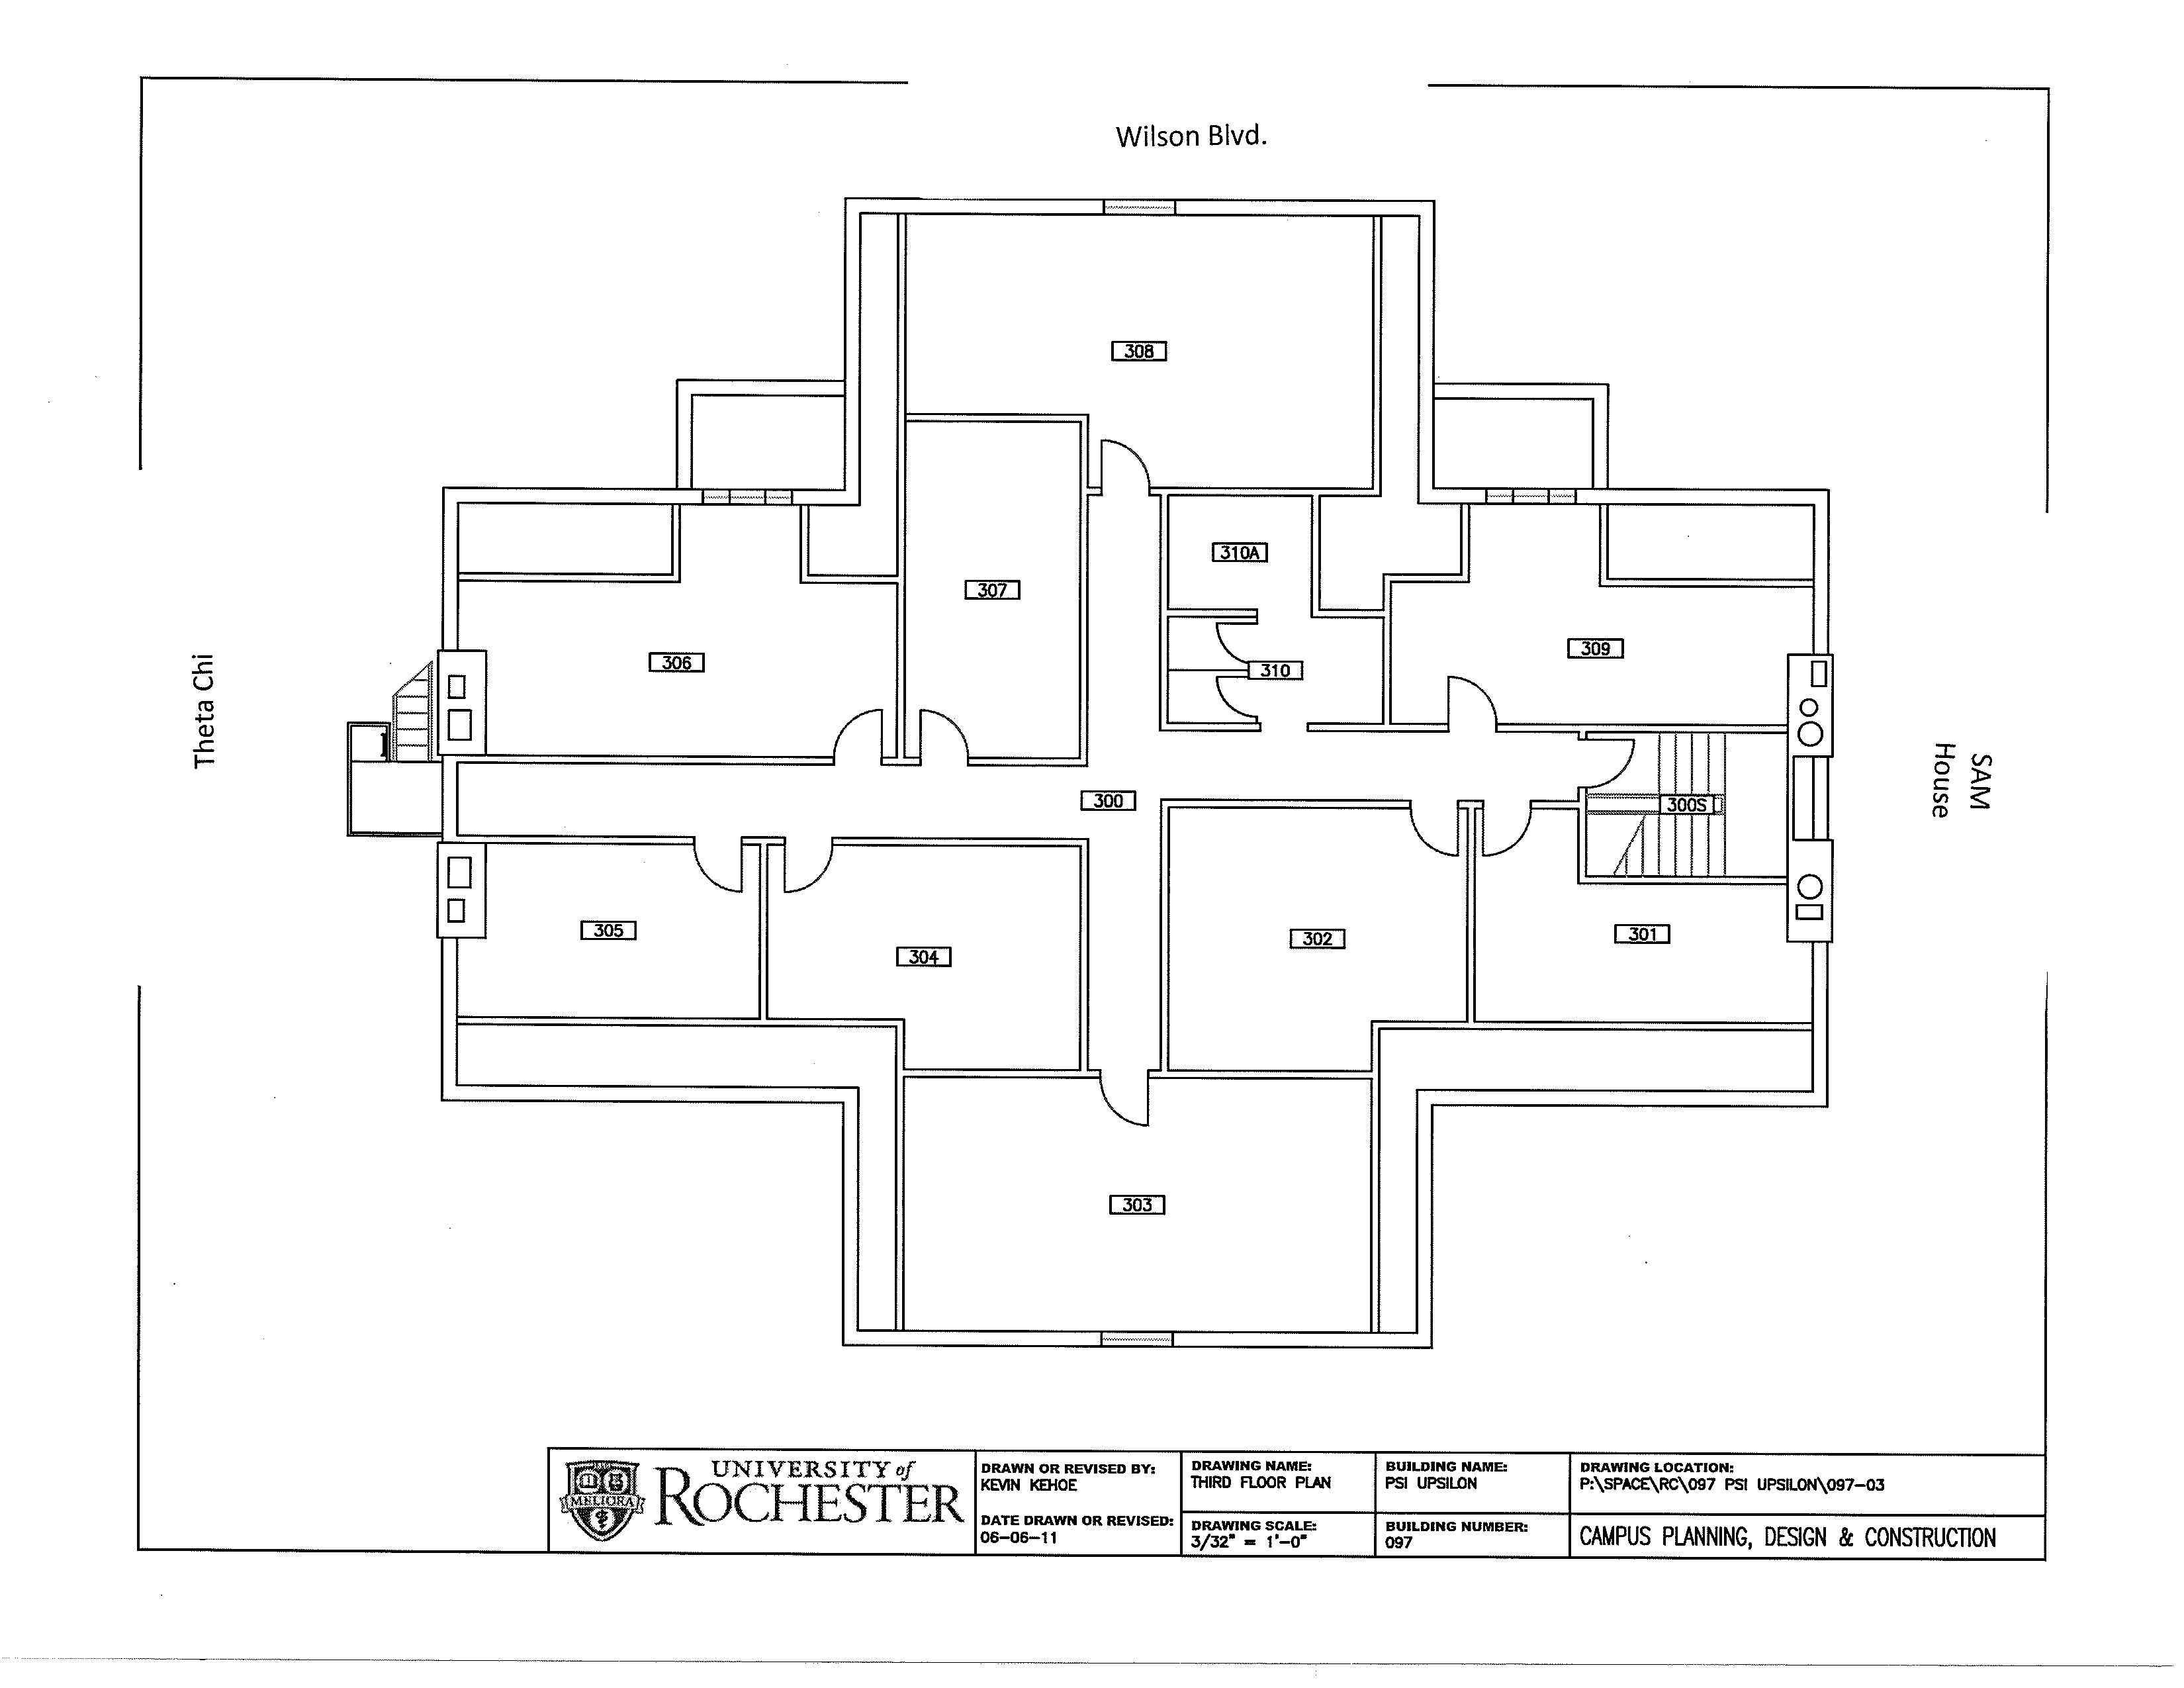 Wilson Blvd.
308
310A
307
309
306
310
Theta Chi
SAM
House
300
300S
305
304
302
301
303
UNIVERSITY of
ROCHESTER
MELIORA
DRAWN OR REVISED BY:
KEVIN KEHOE
DATE DRAWN OR REVISED:
06-06-11
DRAWING NAME:
THIRD FLOOR PLAN
DRAWING SCALE:
3/32" = 1'-0"
BUILDING NAME:
PSI UPSILON
BUILDING NUMBER:
097
DRAWING LOCATION:
P:\SPACE\RC\097 PSI UPSILON\097-03
CAMPUS PLANNING, DESIGN & CONSTRUCTION